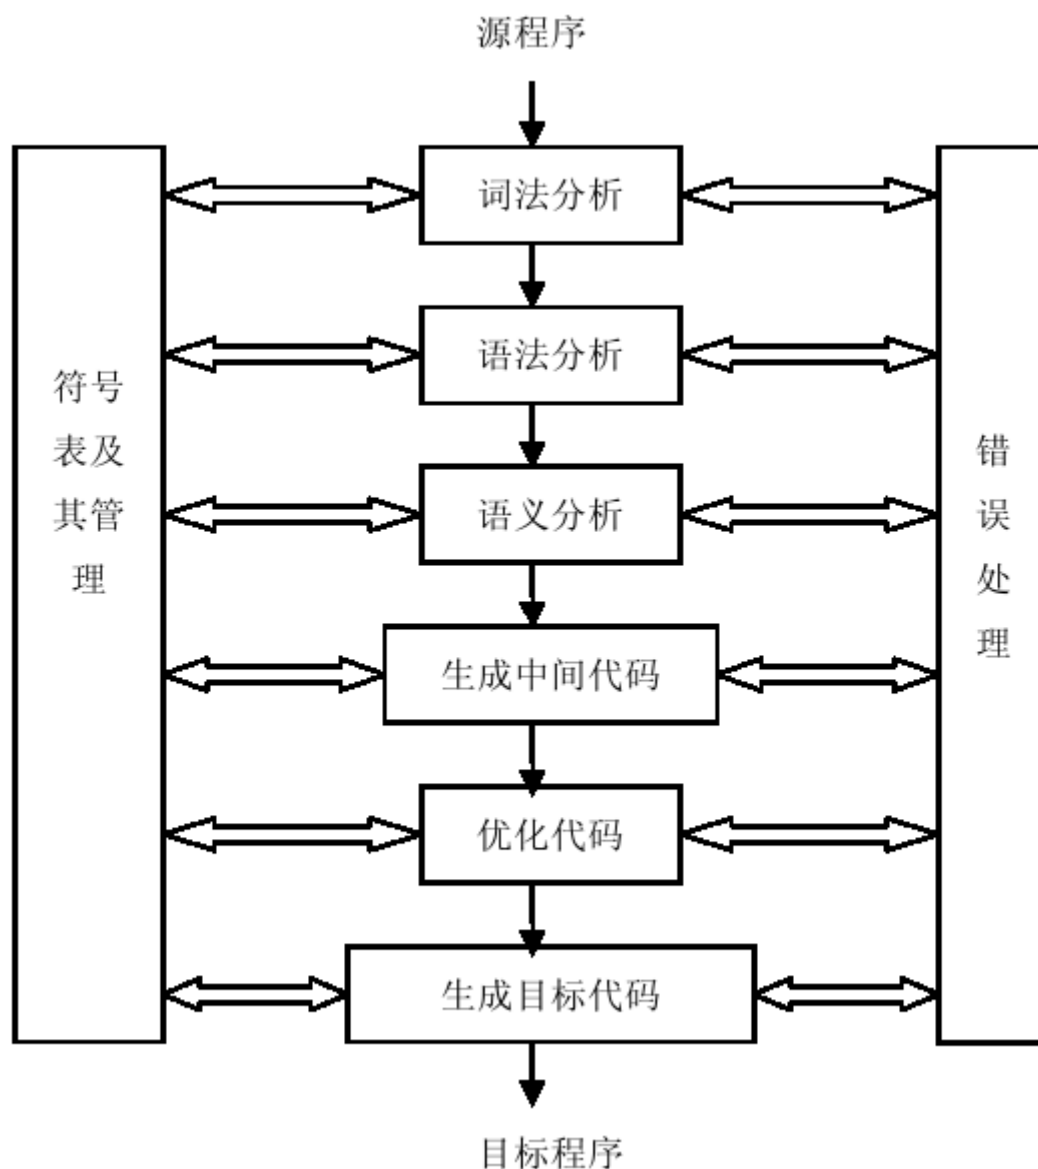 源程序
词法分析
语法分析
语义分析
生成中间代码
优化代码
生成目标代码
目标程序
符号
表及
其管
理
错
误
处
理